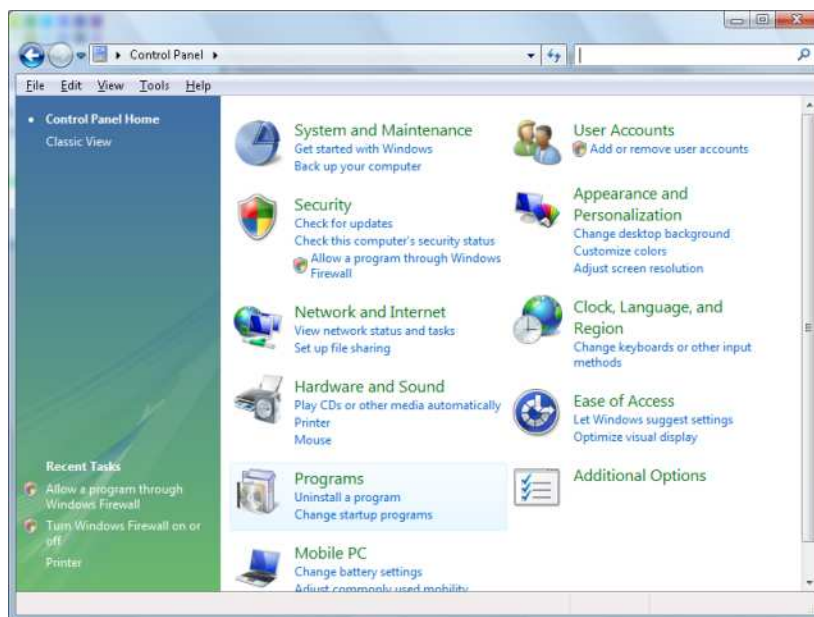 Control Panel
File Edit View Tools Help
Control Panel Home
Classic View
Recent Tasks
Allow a program through
Windows Firewall
Turn Windows Firewall on or
off
Printer
System and Maintenance
Get started with Windows
Back up your computer
Security
Check for updates
Check this computer's security status
Allow a program through Windows
Firewall
Network and Internet
View network status and tasks
Set up file sharing
Hardware and Sound
Play CDs or other media automatically
Printer
Mouse
Programs
Uninstall a program
Change startup programs
Mobile PC
Change battery settings
Adjust commonly used mobility
User Accounts
Add or remove user accounts
Appearance and
Personalization
Change desktop background
Customize colors
Adjust screen resolution
Clock, Language, and
Region
Change keyboards or other input
methods
Ease of Access
Let Windows suggest settings
Optimize visual display
Additional Options